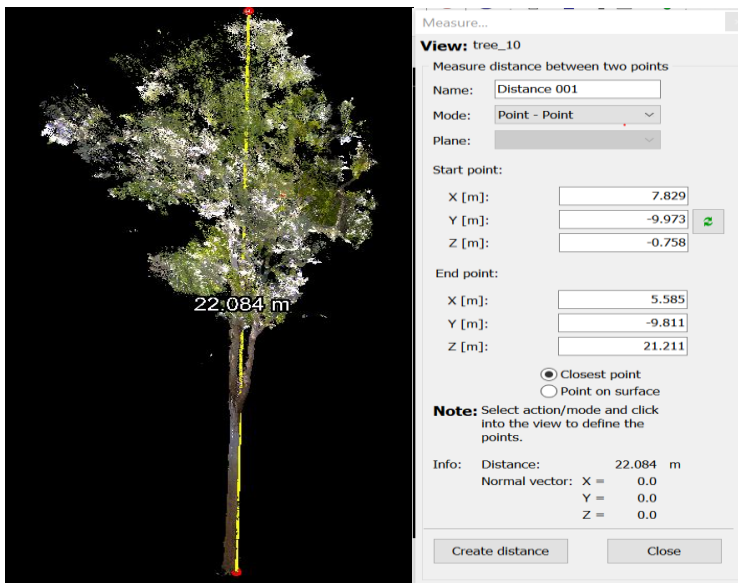 22.084 m
Measure...
View: tree_10
Measure distance between two points
Name: Distance 001
Mode: Point - Point
Plane:
Start point:
X [m]: 7.829
Y [m]: -9.973
Z [m]: -0.758
End point:
X [m]: 5.585
Y [m]: -9.811
Z [m]: 21.211
Closest point
Point on surface
Note: Select action/mode and click
into the view to define the
points.
Info: Distance: 22.084 m
Normal vector: X = 0.0
Y = 0.0
Z = 0.0
Create distance Close